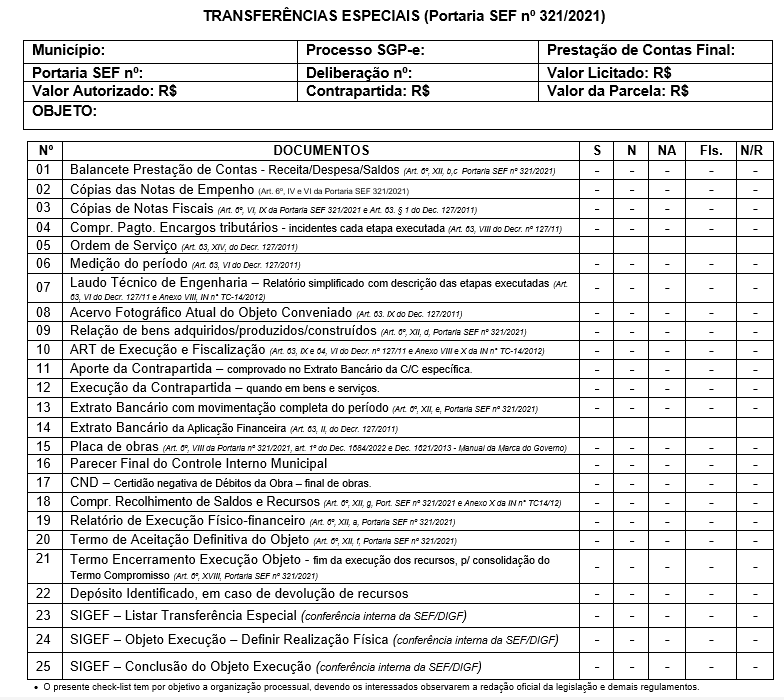 TRANSFERÊNCIAS ESPECIAIS (Portaria SEF nº 321/2021)
Município: Processo SGP-e: Prestação de Contas Final:
Portaria SEF nº: Deliberação nº: Valor Licitado: R$
Valor Autorizado: R$ Contrapartida: R$ Valor da Parcela: R$
OBJETO:
Nº DOCUMENTOS S N NA Fls. N/R
01 Balancete Prestação de Contas - Receita/Despesa/Saldos (Art. 6º, XII, b,c Portaria SEF nº 321/2021) - - - - -
02 Cópias das Notas de Empenho (Art. 6º, IV e VI da Portaria SEF 321/2021) - - - - -
03 Cópias de Notas Fiscais (Art. 6º, VI, IX da Portaria SEF 321/2021 e Art. 63. § 1 do Dec. 127/2011) - - - - -
04 Compr. Pagto. Encargos tributários - incidentes cada etapa executada (Art. 63, VIII do Decr. nº 127/11) - - - - -
05 Ordem de Serviço (Art. 63, XIV, do Decr. 127/2011)
06 Medição do período (Art. 63, VI do Decr. 127/2011) - - - - -
07 Laudo Técnico de Engenharia – Relatório simplificado com descrição das etapas executadas (Art. - - - - -
63, VI do Decr. 127/11 e Anexo VIII, IN n° TC-14/2012)
08 Acervo Fotográfico Atual do Objeto Conveniado (Art. 63. IX do Dec. 127/2011) - - - - -
09 Relação de bens adquiridos/produzidos/construídos (Art. 6º, XII, d, Portaria SEF nº 321/2021) - - - - -
10 ART de Execução e Fiscalização (Art. 63, IX e 64, VI do Decr. nº 127/11 e Anexo VIII e X da IN n° TC-14/2012) - - - - -
11 Aporte da Contrapartida – comprovado no Extrato Bancário da C/C específica. - - - - -
12 Execução da Contrapartida – quando em bens e serviços. - - - - -
13 Extrato Bancário com movimentação completa do período (Art. 6º, XII, e, Portaria SEF nº 321/2021) - - - - -
14 Extrato Bancário da Aplicação Financeira (Art. 63, II, do Decr. 127/2011)
15 Placa de obras (Art. 6º, VIII da Portaria nº 321/2021, art. 1º do Dec. 1684/2022 e Dec. 1621/2013 - Manual da Marca do Governo) - - - - -
16 Parecer Final do Controle Interno Municipal
17 CND – Certidão negativa de Débitos da Obra – final de obras. - - - - -
18 Compr. Recolhimento de Saldos e Recursos (Art. 6º, XII, g, Port. SEF nº 321/2021 e Anexo X da IN n° TC14/12) - - - - -
19 Relatório de Execução Físico-financeiro (Art. 6º, XII, a, Portaria SEF nº 321/2021) - - - - -
20 Termo de Aceitação Definitiva do Objeto (Art. 6º, XII, f, Portaria SEF nº 321/2021) - - - - -
21 Termo Encerramento Execução Objeto - fim da execução dos recursos, p/ consolidação do - - - - -
Termo Compromisso (Art. 6º, XVIII, Portaria SEF nº 321/2021)
22 Depósito Identificado, em caso de devolução de recursos - - - - -
23 SIGEF – Listar Transferência Especial (conferência interna da SEF/DIGF) - - - - -
24 SIGEF – Objeto Execução – Definir Realização Física (conferência interna da SEF/DIGF) - - - - -
25 SIGEF – Conclusão do Objeto Execução (conferência interna da SEF/DIGF) - - - - -
• O presente check-list tem por objetivo a organização processual, devendo os interessados observarem a redação oficial da legislação e demais regulamentos.